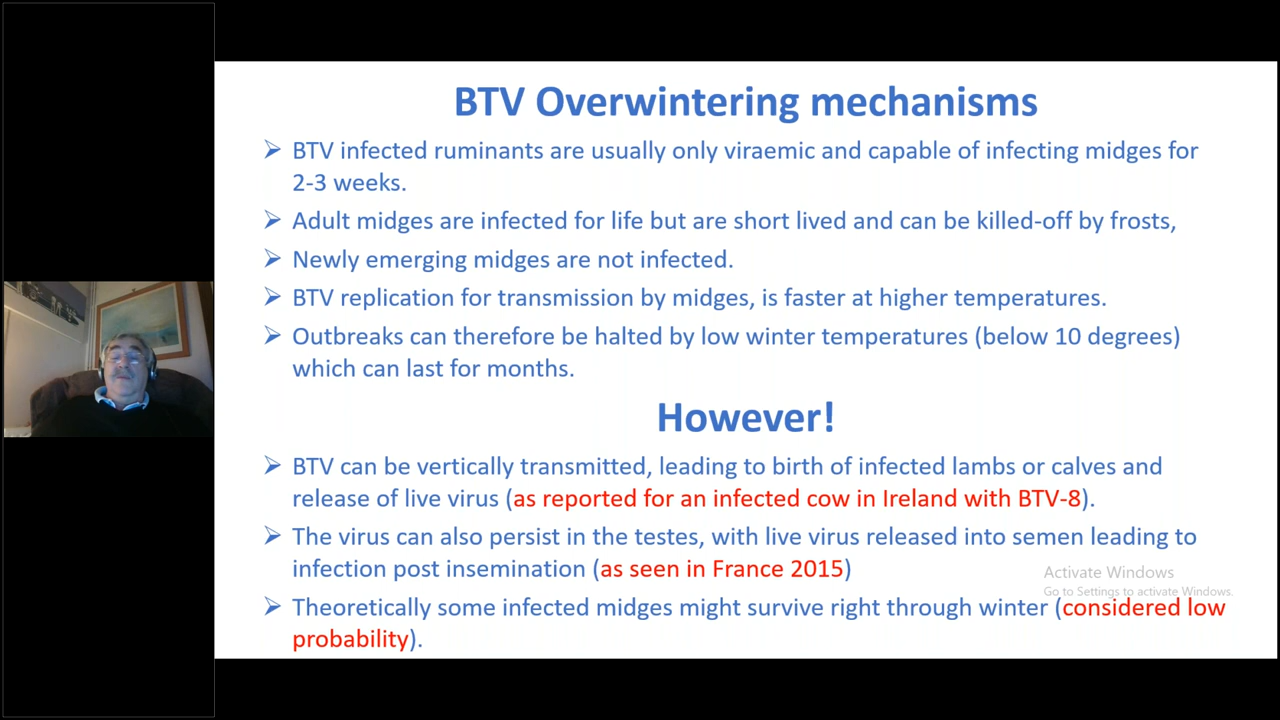 BTV Overwintering mechanisms
➢ BTV infected ruminants are usually only viraemic and capable of infecting midges for
2-3 weeks.
➢ Adult midges are infected for life but are short lived and can be killed-off by frosts,
➢ Newly emerging midges are not infected.
➢ BTV replication for transmission by midges, is faster at higher temperatures.
➢ Outbreaks can therefore be halted by low winter temperatures (below 10 degrees)
which can last for months.
However!
➢ BTV can be vertically transmitted, leading to birth of infected lambs or calves and
release of live virus (as reported for an infected cow in Ireland with BTV-8).
➢ The virus can also persist in the testes, with live virus released into semen leading to
infection post insemination (as seen in France 2015)
Activate Windows
Go to Settings to activate Windows.
➢ Theoretically some infected midges might survive right through winter (considered low
probability).